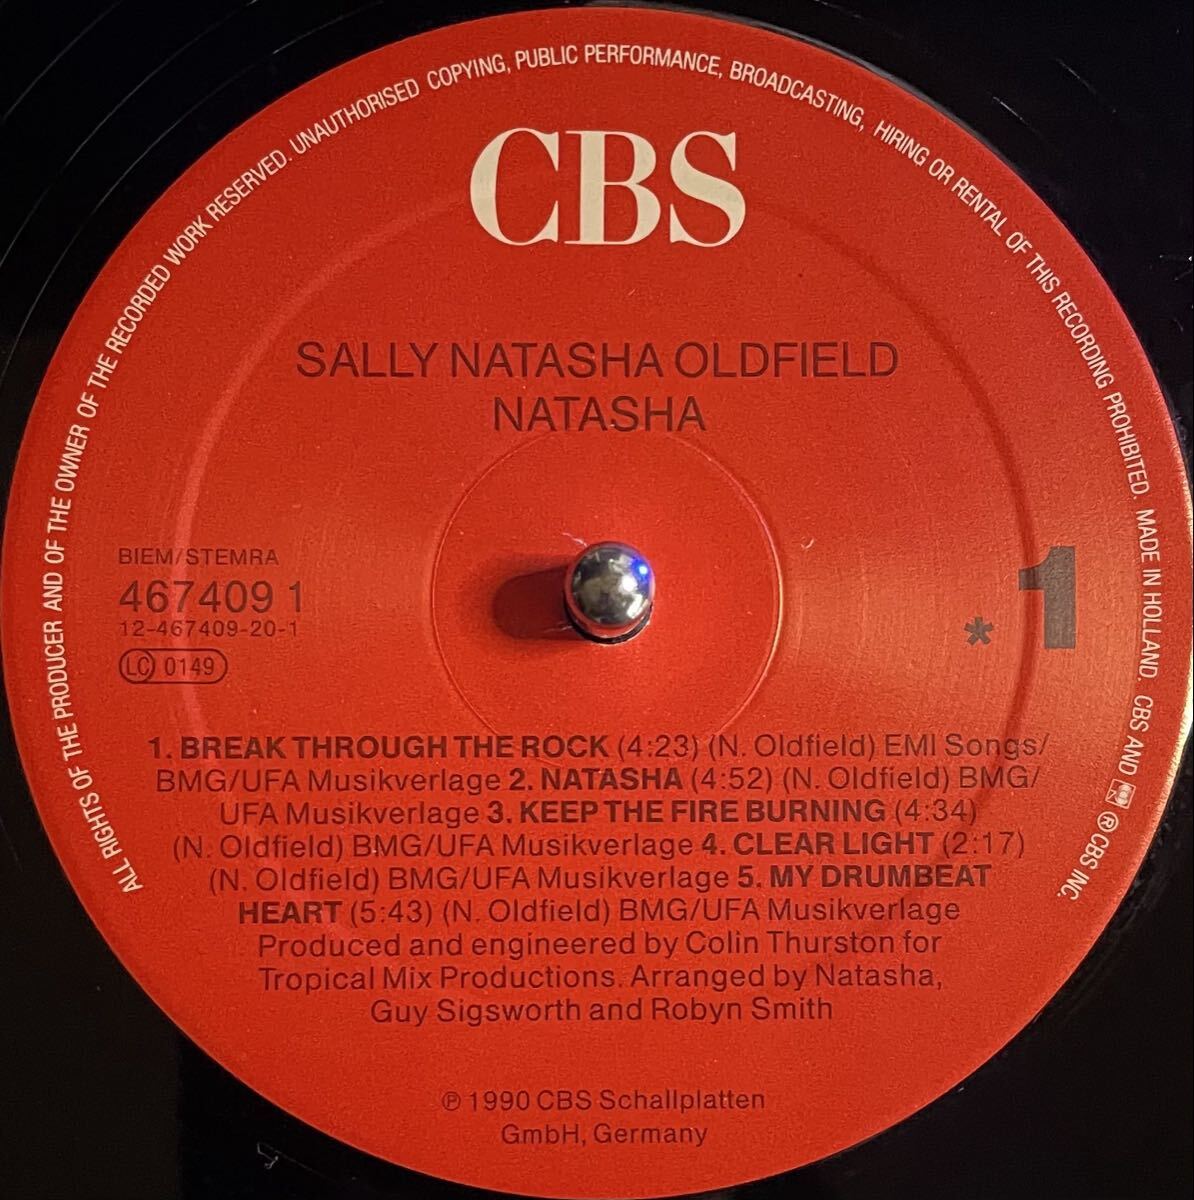 ALL RIGHTS OF THE PRODUCER AND OF THE OWNER OF THE RECORDED WORK RESERVED. UNAUTHORISED COPYING, PUBLIC PERFORMANCE, BROADCASTING, HIRING OR RENTAL OF THIS RECORDING PROHIBITED. MADE IN HOLLAND. CBS AND ® CBS INC.
CBS
SALLY NATASHA OLDFIELD
NATASHA
BIEM/STEMRA
467409 1
12-467409-20-1
LC 0149
* 1
1. BREAK THROUGH THE ROCK (4:23) (N. Oldfield) EMI Songs/
BMG/UFA Musikverlage 2. NATASHA (4:52) (N. Oldfield) BMG/
UFA Musikverlage 3. KEEP THE FIRE BURNING (4:34)
(N. Oldfield) BMG/UFA Musikverlage 4. CLEAR LIGHT (2:17)
(N. Oldfield) BMG/UFA Musikverlage 5. MY DRUMBEAT
HEART (5:43) (N. Oldfield) BMG/UFA Musikverlage
Produced and engineered by Colin Thurston for
Tropical Mix Productions. Arranged by Natasha,
Guy Sigsworth and Robyn Smith
℗ 1990 CBS Schallplatten
GmbH, Germany